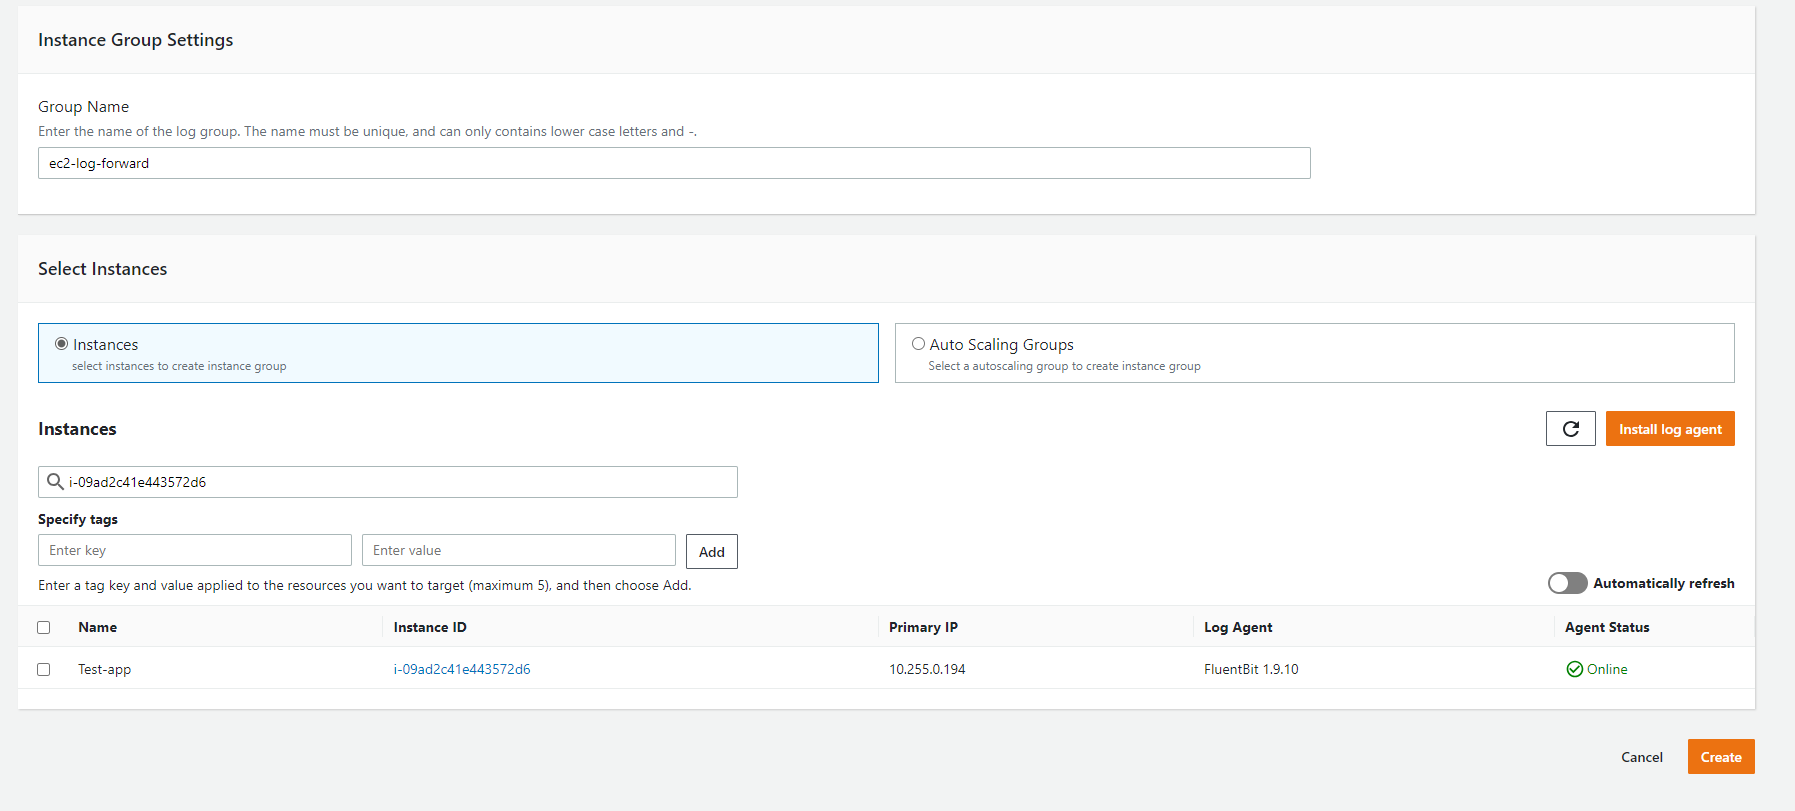 Instance Group Settings
Group Name
Enter the name of the log group. The name must be unique, and can only contains lower case letters and -.
ec2-log-forward
Select Instances
Instances
select instances to create instance group
Auto Scaling Groups
Select a autoscaling group to create instance group
Instances
Install log agent
i-09ad2c41e443572d6
Specify tags
Enter key
Enter value
Add
Enter a tag key and value applied to the resources you want to target (maximum 5), and then choose Add.
Automatically refresh
Name Instance ID Primary IP Log Agent Agent Status
Test-app i-09ad2c41e443572d6 10.255.0.194 FluentBit 1.9.10 Online
Cancel Create